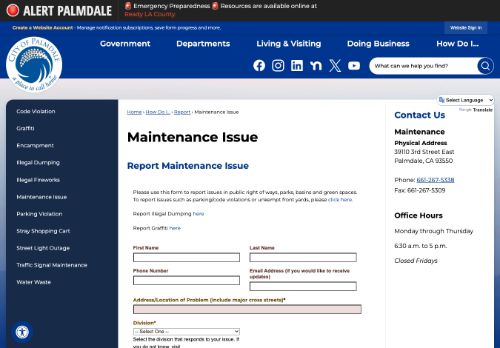 ALERT PALMDALE
🚨 Emergency Preparedness 🚨 Resources are available online at
Ready LA County.
Create a Website Account - Manage notification subscriptions, save form progress and more.
Website Sign In
CITY OF PALMDALE
a place to call home
Government
Departments
Living & Visiting
Doing Business
How Do I...
What can we help you find?
Select Language
Google Translate
Code Violation
Graffiti
Encampment
Illegal Dumping
Illegal Fireworks
Maintenance Issue
Parking Violation
Stray Shopping Cart
Street Light Outage
Traffic Signal Maintenance
Water Waste
Home › How Do I... › Report › Maintenance Issue
Maintenance Issue
Report Maintenance Issue
Please use this form to report issues in public right of ways, parks, basins and green spaces.
To report issues such as parking/code violations or unkempt front yards, please click here.
Report Illegal Dumping here
Report Graffiti here
First Name
Last Name
Phone Number
Email Address (if you would like to receive
updates)
Address/Location of Problem (include major cross streets)*
Division*
-- Select One --
Select the division that responds to your issue. If
you do not know, visit
Contact Us
Maintenance
Physical Address
39110 3rd Street East
Palmdale, CA 93550
Phone: 661-267-5338
Fax: 661-267-5309
Office Hours
Monday through Thursday
6:30 a.m. to 5 p.m.
Closed Fridays